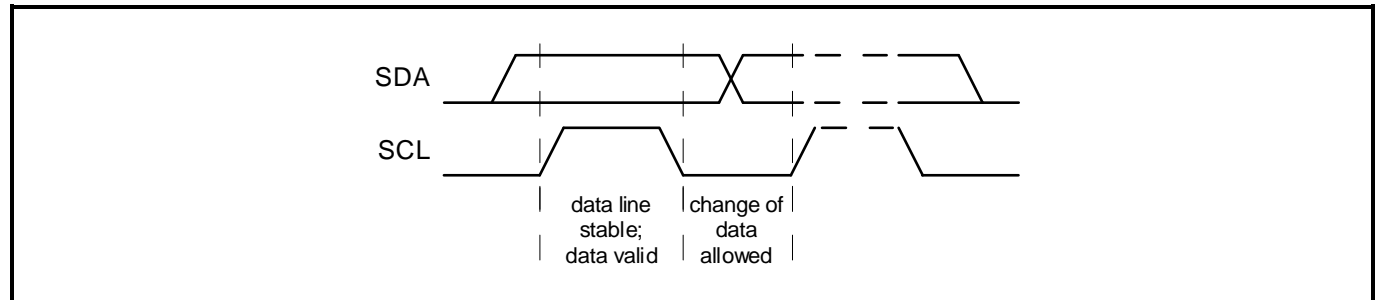 SDA
SCL
data line
stable;
data valid
change of
data
allowed